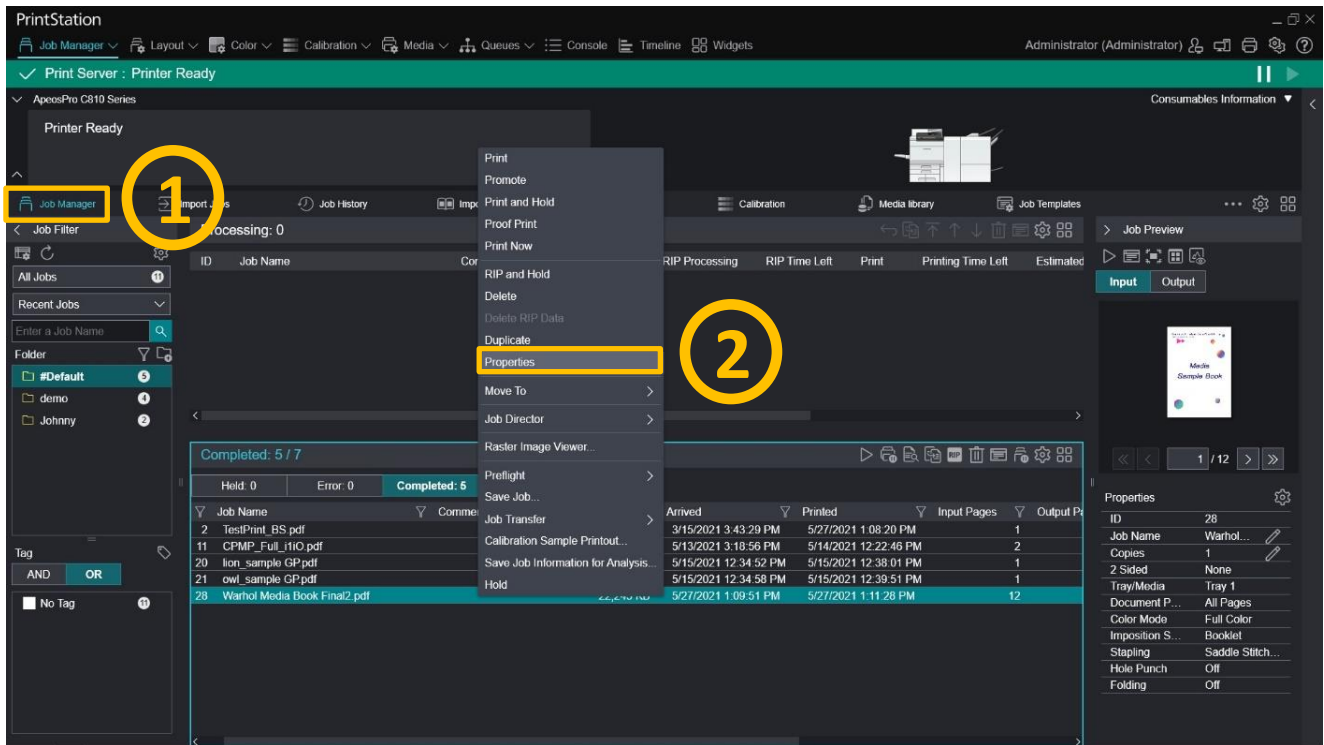 PrintStation
Job Manager Layout Color Calibration Media Queues Console Timeline Widgets Administrator (Administrator)
Print Server : Printer Ready
ApeosPro C810 Series Consumables Information
Printer Ready
1
Job Manager Import J s Job History Impo Calibration Media library Job Templates
Job Filter
Processing: 0
Job Preview
ID Job Name Co RIP Processing RIP Time Left Print Printing Time Left Estimated
All Jobs 11
Recent Jobs
Enter a Job Name
Folder
#Default 5
demo 4
Johnny 2
Print
Promote
Print and Hold
Proof Print
Print Now
RIP and Hold
Delete
Delete RIP Data
Duplicate
Properties
2
Move To
Job Director
Raster Image Viewer...
Preflight
Save Job...
Job Transfer
Calibration Sample Printout...
Save Job Information for Analysis...
Hold
Input Output
Media
Sample Book
1 / 12
Completed: 5 / 7
RIP
Held: 0 Error: 0 Completed: 5
Job Name Comme Arrived Printed Input Pages Output Pa
2 TestPrint_BS.pdf 3/15/2021 3:43:29 PM 5/27/2021 1:08:20 PM 1
11 CPMP_Full_i1iO.pdf 5/13/2021 3:18:56 PM 5/14/2021 12:22:46 PM 2
20 lion_sample GP.pdf 5/15/2021 12:34:52 PM 5/15/2021 12:38:01 PM 1
21 owl_sample GP.pdf 5/15/2021 12:34:58 PM 5/15/2021 12:39:51 PM 1
28 Warhol Media Book Final2.pdf 22,245 KB 5/27/2021 1:09:51 PM 5/27/2021 1:11:28 PM 12
Tag
AND OR
No Tag 11
Properties
ID 28
Job Name Warhol...
Copies 1
2 Sided None
Tray/Media Tray 1
Document P... All Pages
Color Mode Full Color
Imposition S... Booklet
Stapling Saddle Stitch...
Hole Punch Off
Folding Off